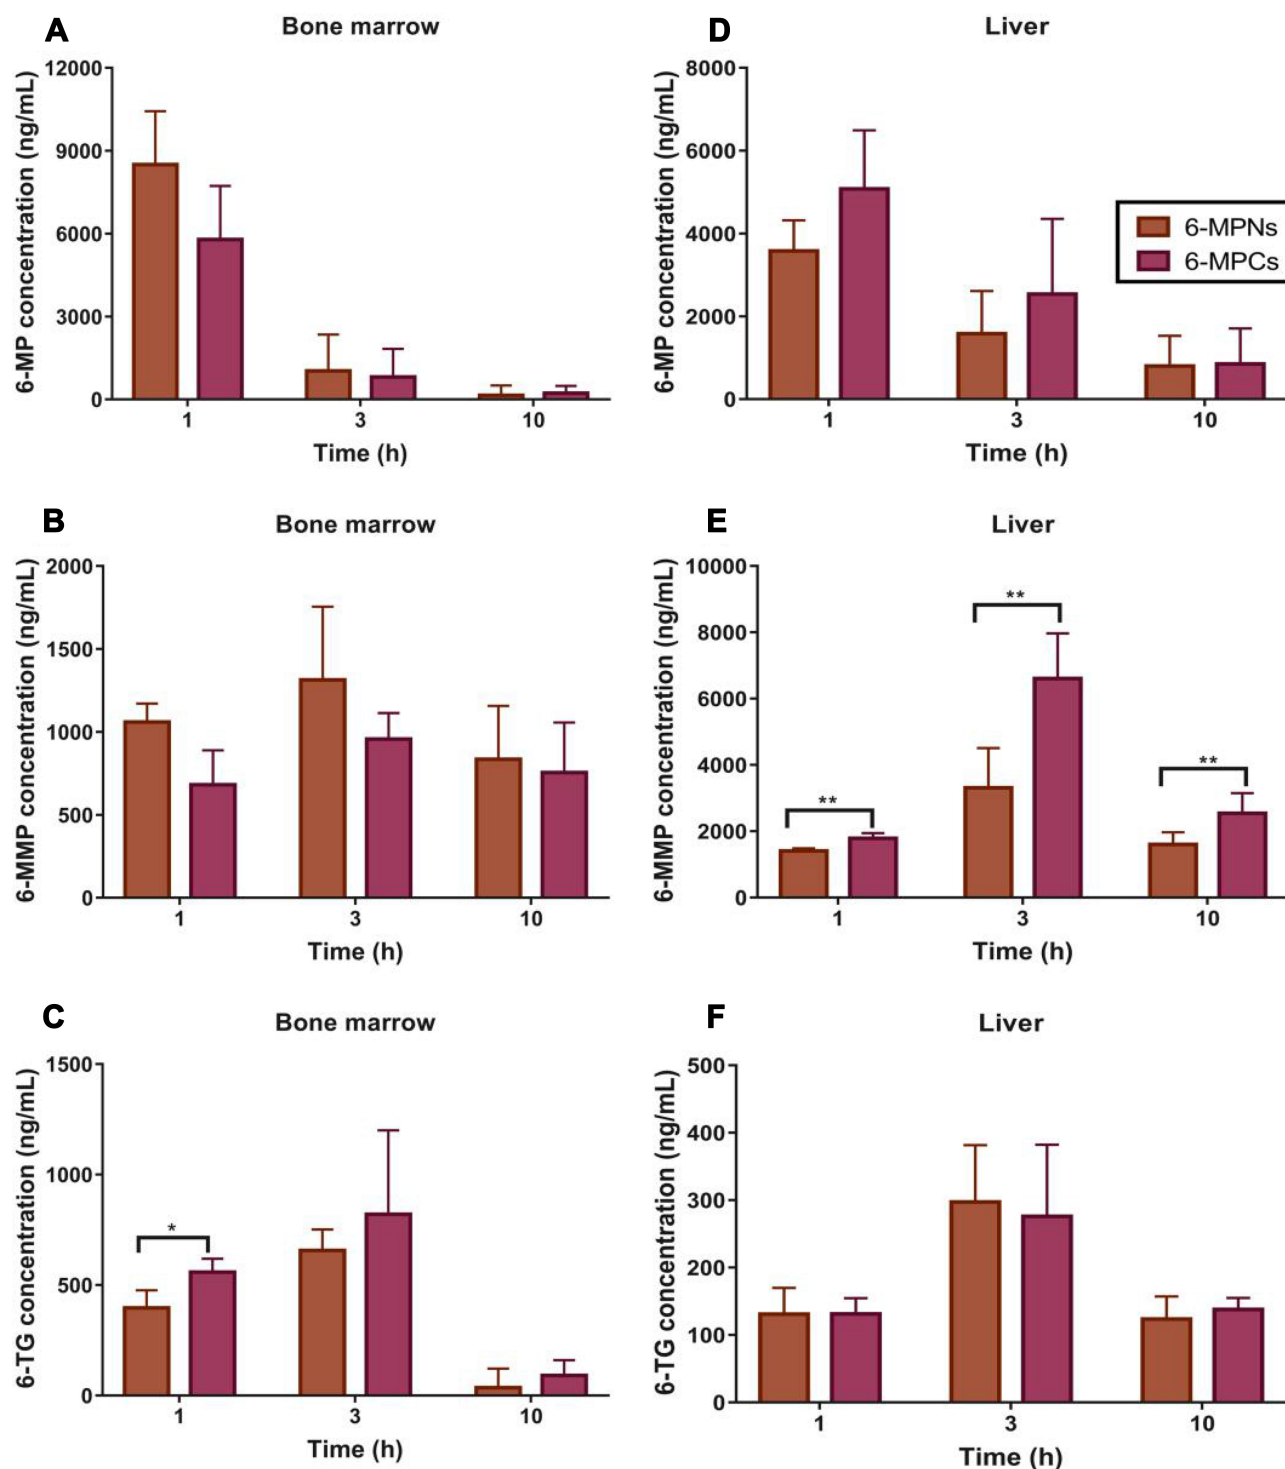 A
Bone marrow
6-MP concentration (ng/mL)
12000
9000
6000
3000
0
1
3
10
Time (h)
D
Liver
6-MP concentration (ng/mL)
8000
6000
4000
2000
0
1
3
10
Time (h)
6-MPNs
6-MPCs
B
Bone marrow
6-MMP concentration (ng/mL)
2000
1500
1000
500
0
1
3
10
Time (h)
E
Liver
6-MMP concentration (ng/mL)
10000
8000
6000
4000
2000
0
**
**
**
1
3
10
Time (h)
C
Bone marrow
6-TG concentration (ng/mL)
1500
1000
500
0
*
1
3
10
Time (h)
F
Liver
6-TG concentration (ng/mL)
500
400
300
200
100
0
1
3
10
Time (h)